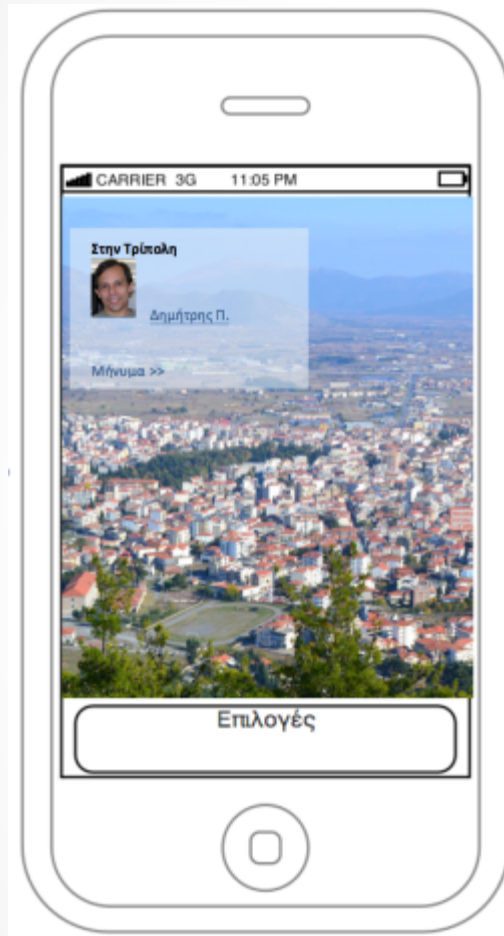 CARRIER 3G 11:05 PM
Στην Τρίπολη
Δημήτρης Π.
Μήνυμα >>
Επιλογές